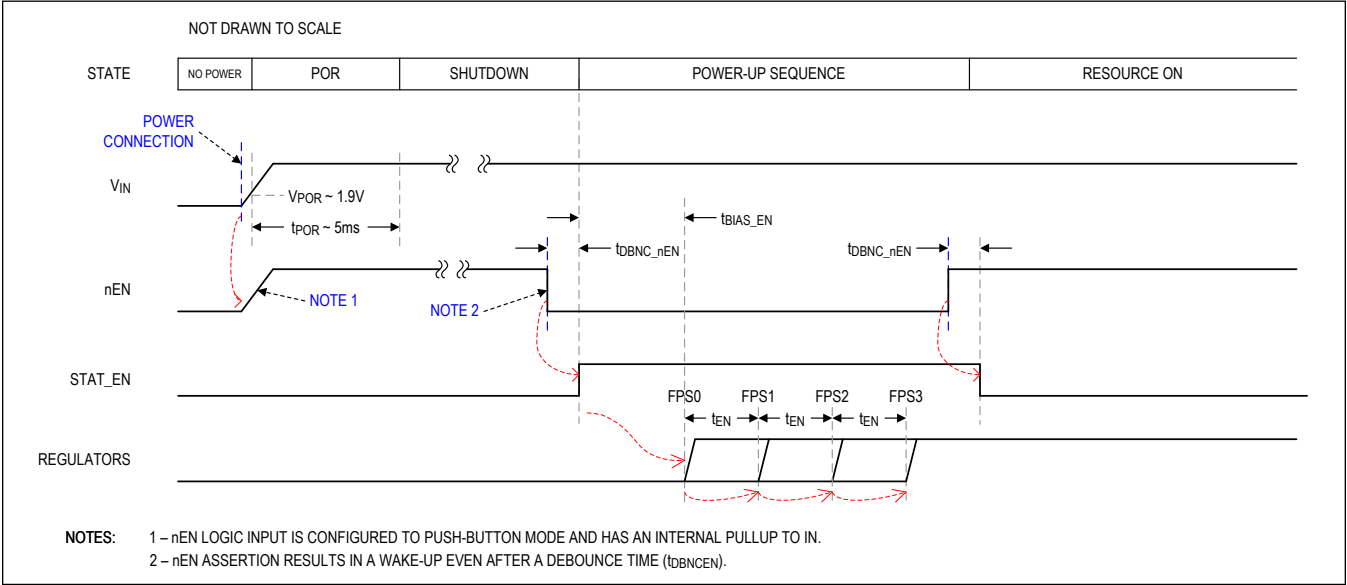 NOT DRAWN TO SCALE
STATE
NO POWER
POR
SHUTDOWN
POWER-UP SEQUENCE
RESOURCE ON
POWER
CONNECTION
VIN
VPOR ~ 1.9V
tPOR ~ 5ms
tBIAS_EN
tDBNC_nEN
tDBNC_nEN
nEN
NOTE 1
NOTE 2
STAT_EN
FPS0
FPS1
FPS2
FPS3
tEN
tEN
tEN
REGULATORS
NOTES:
1 – nEN LOGIC INPUT IS CONFIGURED TO PUSH-BUTTON MODE AND HAS AN INTERNAL PULLUP TO IN.
2 – nEN ASSERTION RESULTS IN A WAKE-UP EVEN AFTER A DEBOUNCE TIME (tDBNCEN).